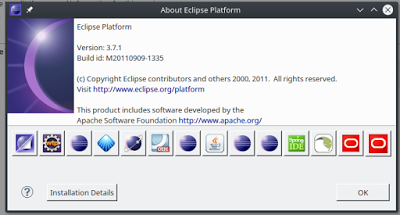 About Eclipse Platform
Eclipse Platform
Version: 3.7.1
Build id: M20110909-1335
(c) Copyright Eclipse contributors and others 2000, 2011.  All rights reserved.
Visit http://www.eclipse.org/platform
This product includes software developed by the
Apache Software Foundation http://www.apache.org/
Spring
IDE
?
Installation Details
OK